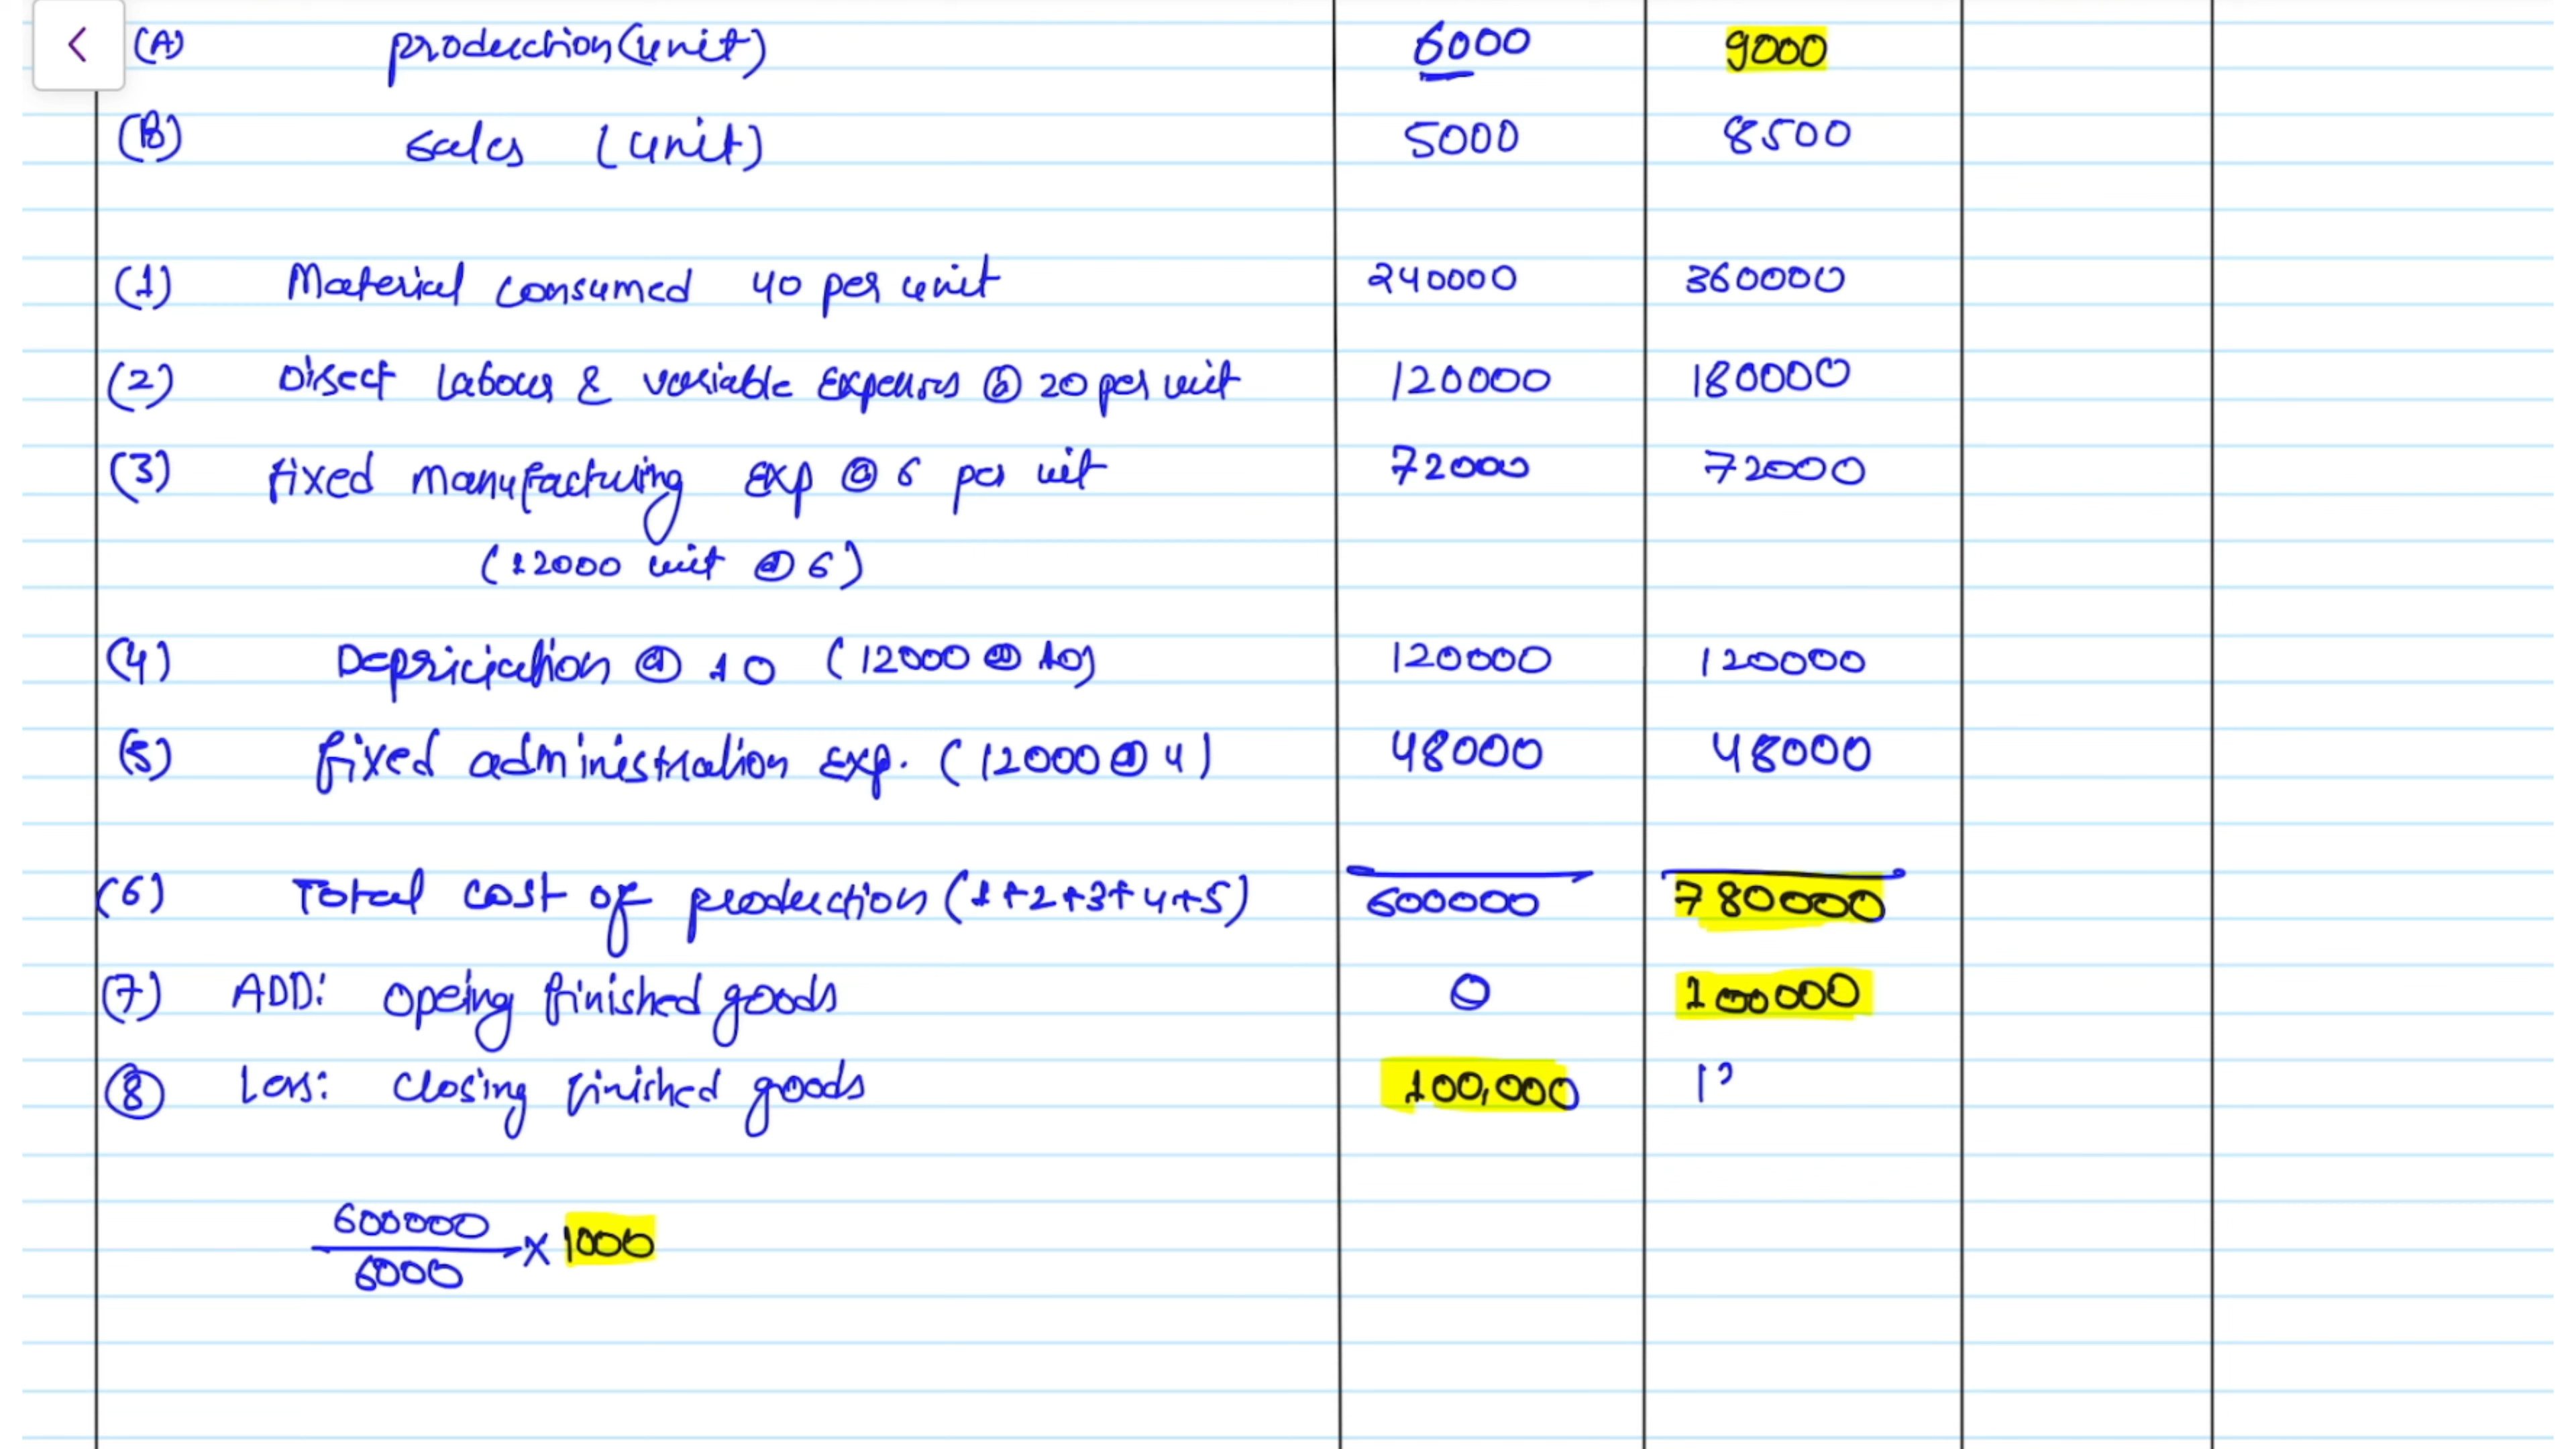 (A) production(unit) 6000 9000
(B) sales (unit) 5000 8500
(1) Material consumed 40 per unit 240000 360000
(2) Direct Labour & variable Expenses @ 20 per unit 120000 180000
(3) fixed manufacturing Exp @ 6 per uit 72000 72000
(12000 unit @ 6)
(4) Depriciation @ 10 (12000 @ 10) 120000 120000
(5) fixed administration Exp. (12000 @ 4) 48000 48000
(6) Total cost of production (1+2+3+4+5) 600000 780000
(7) ADD: Opeing finished goods 0 100000
(8) Less: Closing finished goods 100,000
600000
× 1000
6000